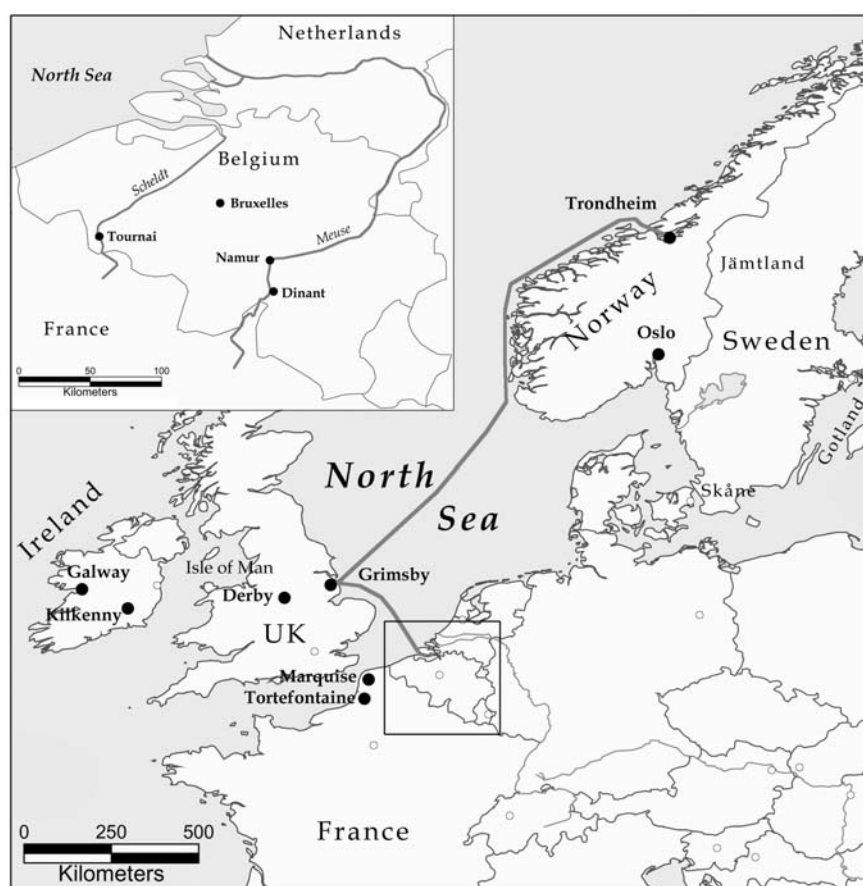 Netherlands
North Sea
Belgium
Scheldt
Bruxelles
Tournai
Meuse
Namur
Dinant
France
0 50 100
Kilometers
Trondheim
Jämtland
Norway
Oslo
Sweden
Gotland
Skåne
North
Sea
Ireland
Galway
Kilkenny
Isle of Man
Derby
Grimsby
UK
Marquise
Tortefontaine
France
0 250 500
Kilometers